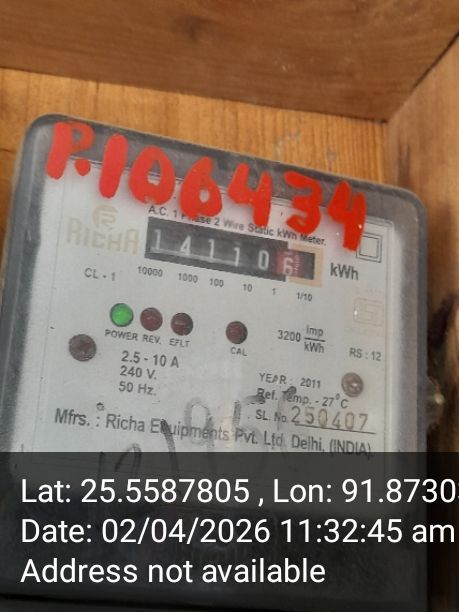 P.106434
RICHA
A.C. 1 Phase 2 Wire Static kWh Meter.
141106 kWh
CL - 1 10000 1000 100 10 1 1/10
POWER REV. EFLT CAL
3200 imp/kWh
RS : 12
2.5 - 10 A
240 V.
50 Hz.
YEAR : 2011
Ref. Temp. - 27°C
SL. No. 250407
Mfrs. : Richa Equipments Pvt. Ltd. Delhi, (INDIA)
Lat: 25.5587805 , Lon: 91.8730
Date: 02/04/2026 11:32:45 am
Address not available